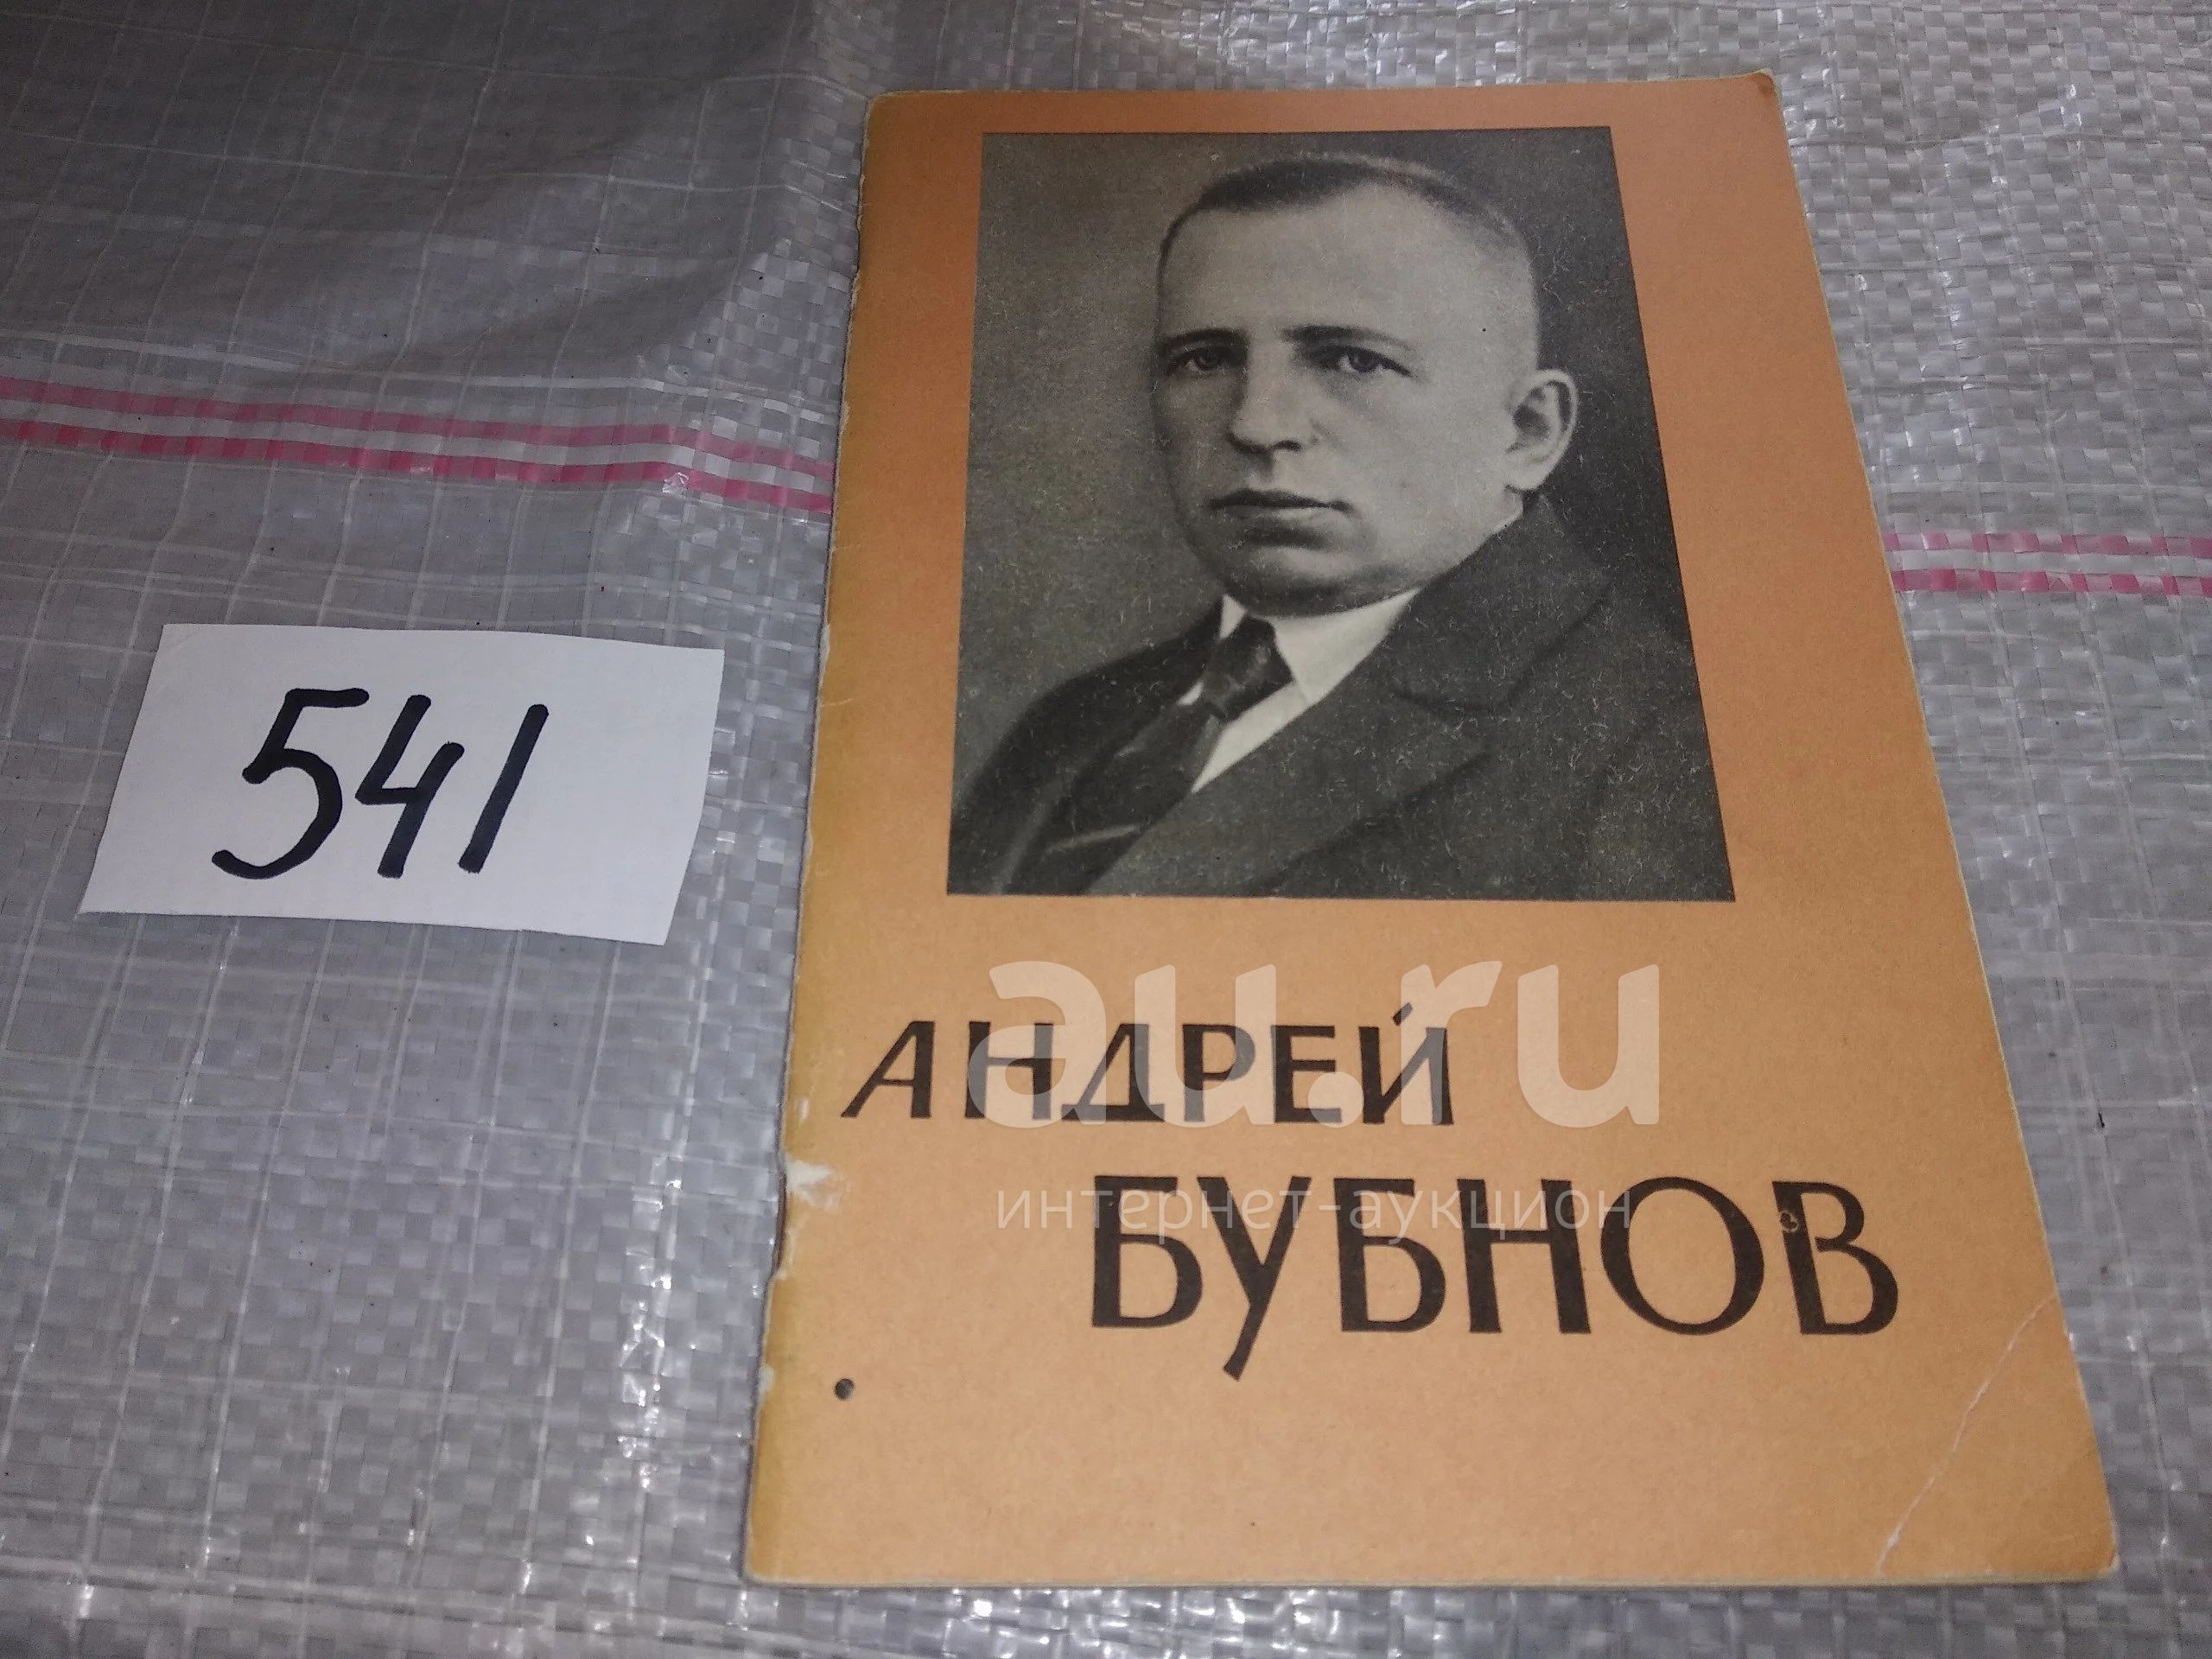 541
АНДРЕЙ
БУБНОВ
au.ru
интернет-аукцион